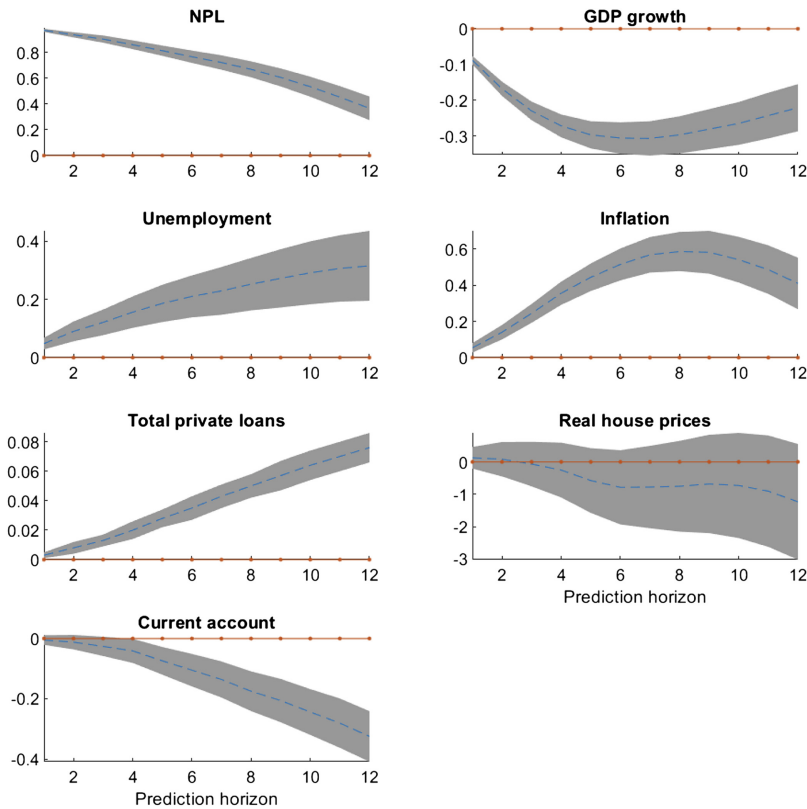 NPL
0.8
0.6
0.4
0.2
0
2 4 6 8 10 12
GDP growth
0
-0.1
-0.2
-0.3
2 4 6 8 10 12
Unemployment
0.4
0.2
0
2 4 6 8 10 12
Inflation
0.6
0.4
0.2
0
2 4 6 8 10 12
Total private loans
0.08
0.06
0.04
0.02
0
2 4 6 8 10 12
Real house prices
0
-1
-2
-3
2 4 6 8 10 12
Prediction horizon
Current account
0
-0.2
-0.4
2 4 6 8 10 12
Prediction horizon